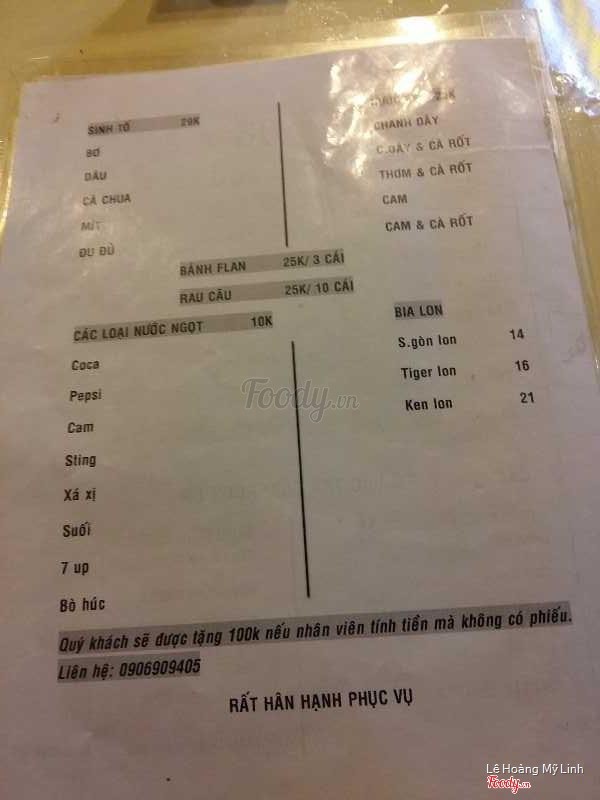 SINH TỐ 29K
BƠ
DÂU
CÀ CHUA
MÍT
ĐU ĐỦ
CHANH DÂY
C.DÂY & CÀ RỐT
THƠM & CÀ RỐT
CAM
CAM & CÀ RỐT
BÁNH FLAN 25K/ 3 CÁI
RAU CÂU 25K/ 10 CÁI
CÁC LOẠI NƯỚC NGỌT 10K
Coca
Pepsi
Cam
Sting
Xá xị
Suối
7 up
Bò húc
BIA LON
S.gòn lon 14
Tiger lon 16
Ken lon 21
Foody.vn
Quý khách sẽ được tặng 100k nếu nhân viên tính tiền mà không có phiếu.
Liên hệ: 0906909405
RẤT HÂN HẠNH PHỤC VỤ
Lê Hoàng Mỹ Linh
Foody.vn